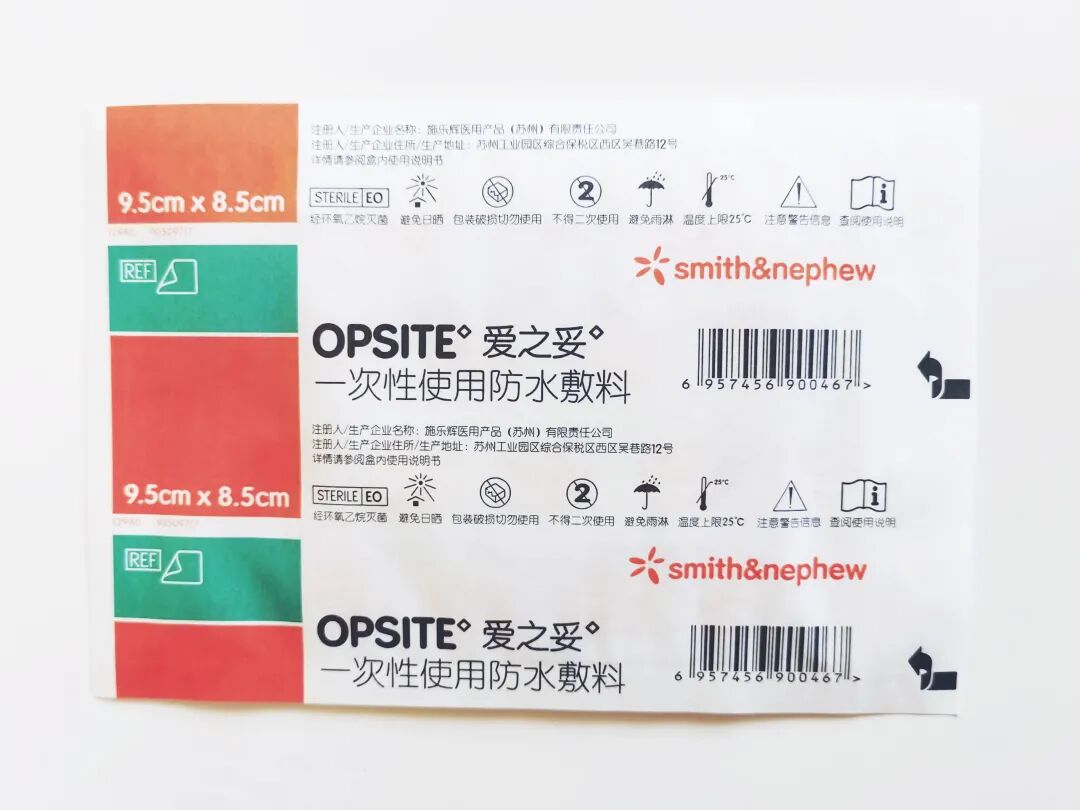 注册人/生产企业名称：施乐辉医用产品（苏州）有限责任公司
注册人/生产企业住所/生产地址：苏州工业园区综合保税区西区吴巷路12号
详情请参阅盒内使用说明书
9.5cm x 8.5cm
STERILE EO 2 25°C i
经环氧乙烷灭菌 避免日晒 包装破损切勿使用 不得二次使用 避免雨淋 温度上限25℃ 注意警告信息 查阅使用说明
REF
smith&nephew
OPSITE◇ 爱之妥◇
一次性使用防水敷料
6 957456 900467 >
注册人/生产企业名称：施乐辉医用产品（苏州）有限责任公司
注册人/生产企业住所/生产地址：苏州工业园区综合保税区西区吴巷路12号
详情请参阅盒内使用说明书
9.5cm x 8.5cm
STERILE EO 2 25°C i
经环氧乙烷灭菌 避免日晒 包装破损切勿使用 不得二次使用 避免雨淋 温度上限25℃ 注意警告信息 查阅使用说明
REF
smith&nephew
OPSITE◇ 爱之妥◇
一次性使用防水敷料
6 957456 900467 >